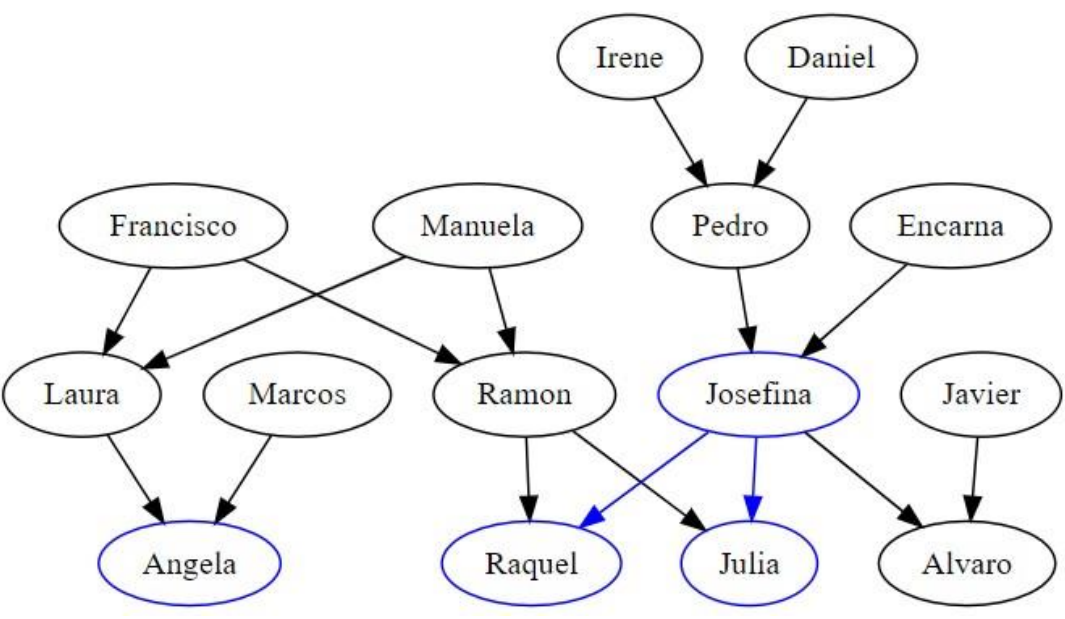 Irene
Daniel
Francisco
Manuela
Pedro
Encarna
Laura
Marcos
Ramon
Josefina
Javier
Angela
Raquel
Julia
Alvaro